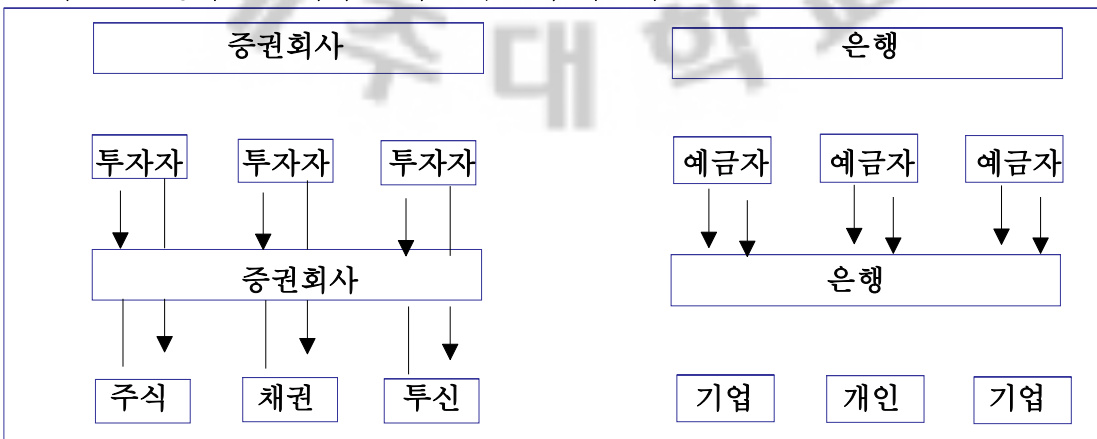 증권회사 은행
투자자 투자자 투자자 예금자 예금자 예금자
증권회사 은행
주식 채권 투신 기업 개인 기업